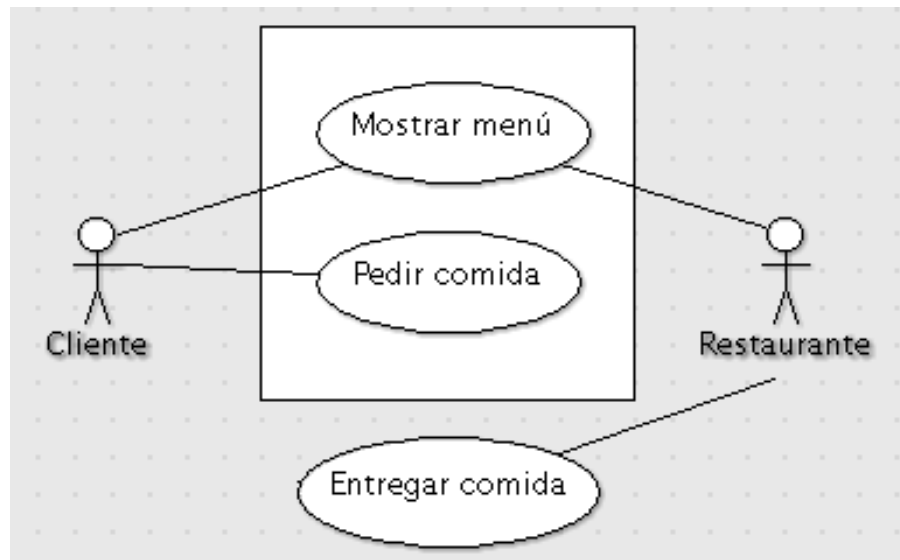 Mostrar menú
Pedir comida
Cliente
Restaurante
Entregar comida